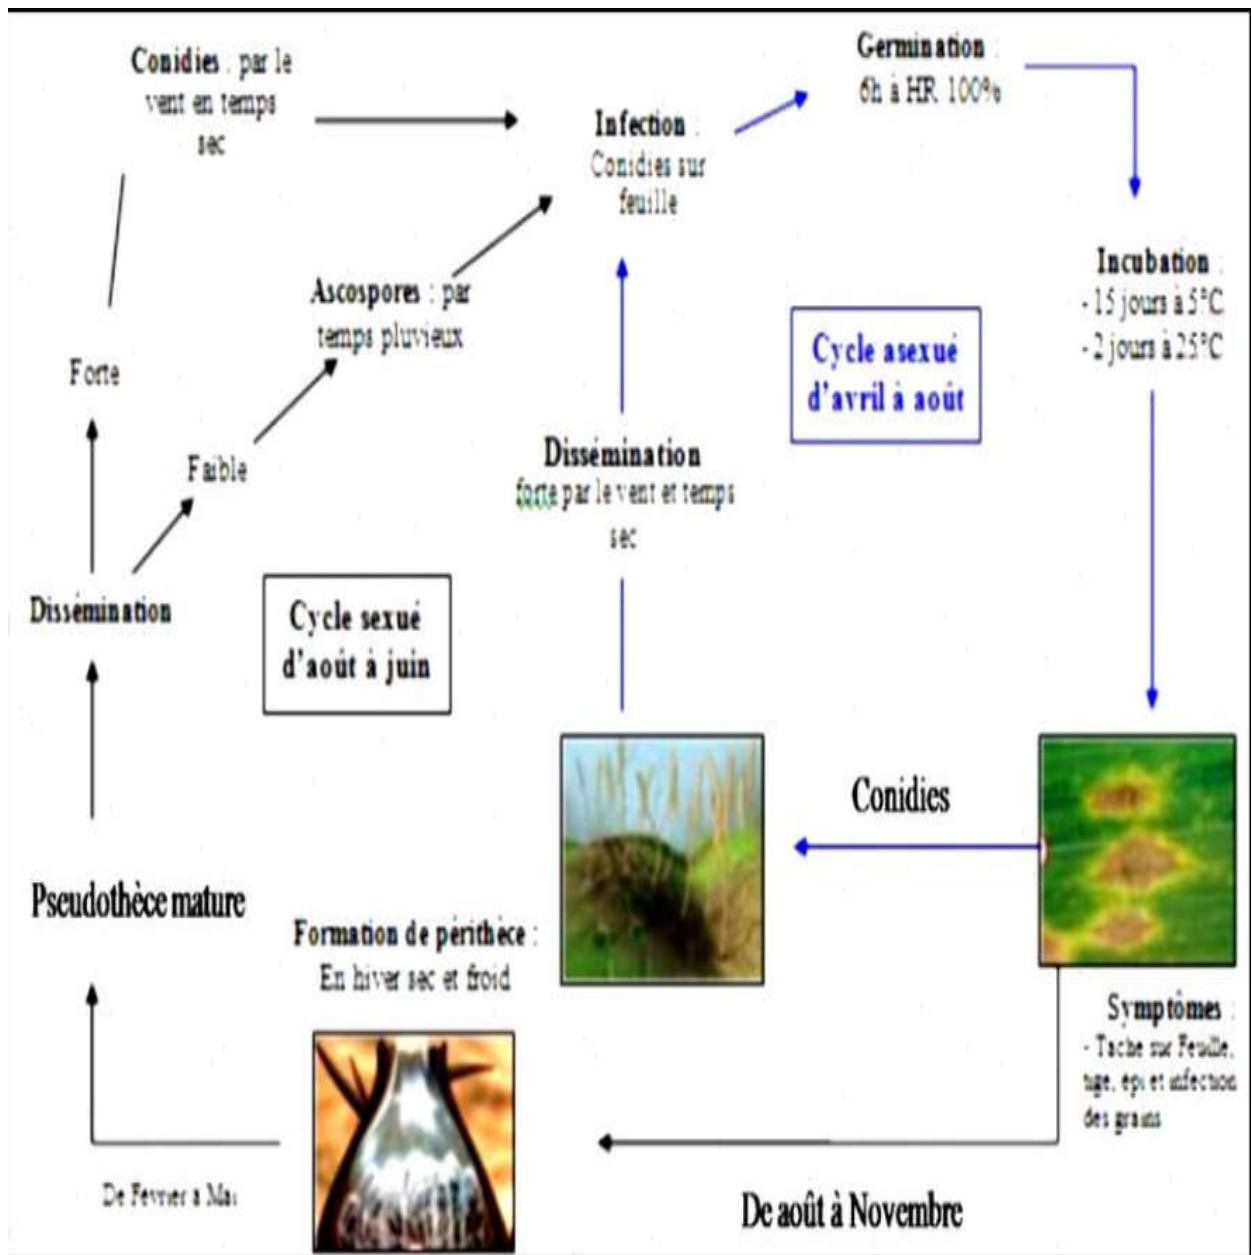 Conidies : par le
vent en temps
sec
Germination :
6h à HR 100%
Infection :
Conidies sur
feuille
Incubation :
- 15 jours à 5°C
- 2 jours à 25°C
Ascospores : par
temps pluvieux
Cycle asexué
d'avril à août
Forte
Faible
Dissémination
forte par le vent et temps
sec
Dissémination
Cycle sexué
d'août à juin
Conidies
Pseudothèce mature
Formation de périthèce :
En hiver sec et froid
Symptômes :
- Tache sur Feuille,
tige, épi et infection
des grains
De Février à Mai
De août à Novembre